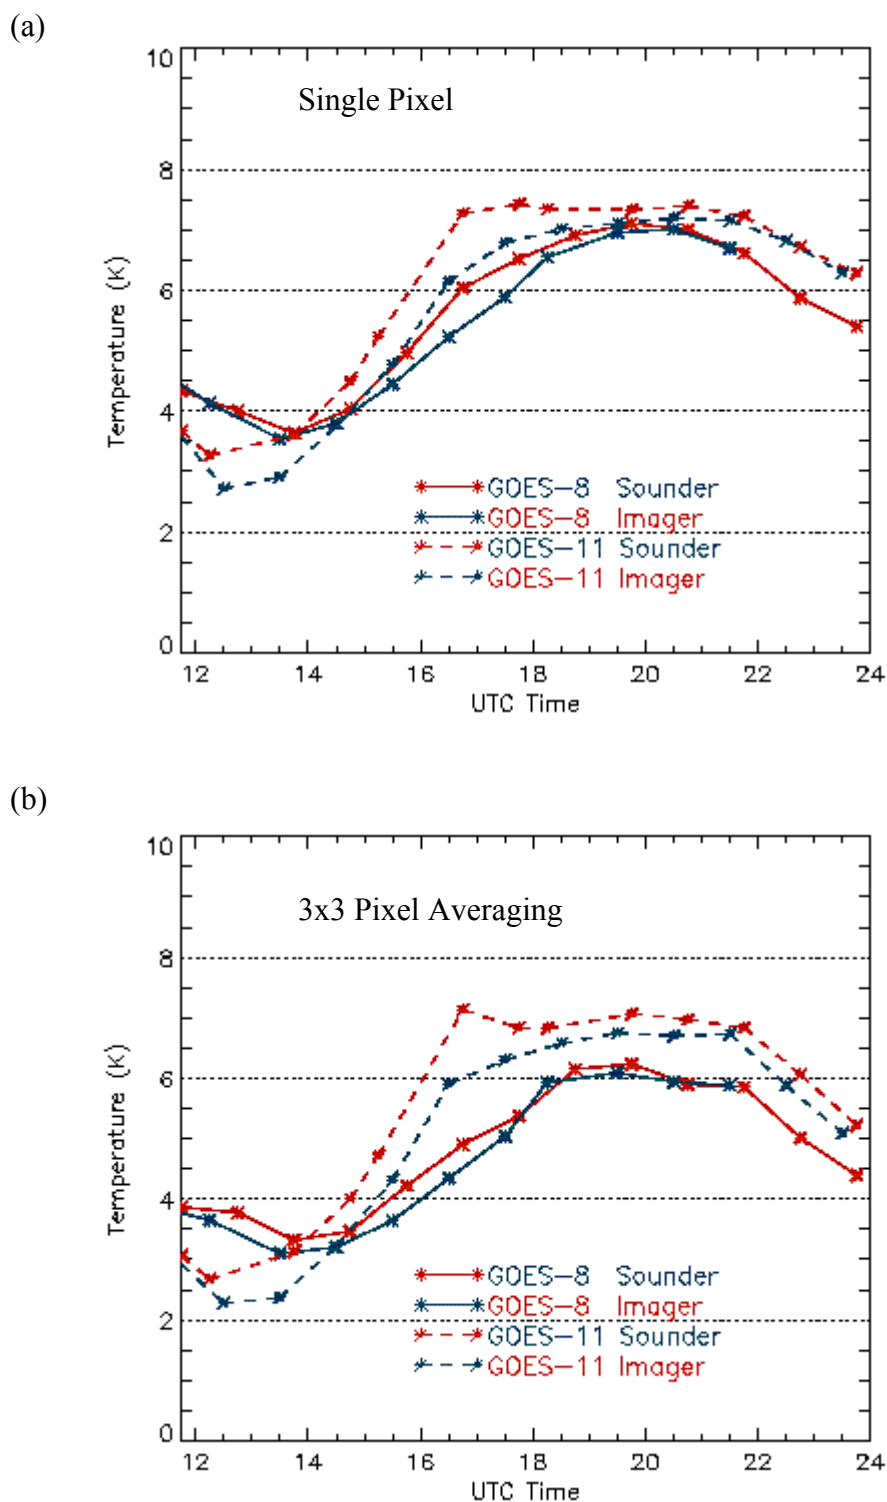 (a)
10
Single Pixel
8
6
Temperature (K)
4
GOES-8 Sounder
GOES-8 Imager
2
GOES-11 Sounder
GOES-11 Imager
0
12 14 16 18 20 22 24
UTC Time
(b)
10
3x3 Pixel Averaging
8
6
Temperature (K)
4
GOES-8 Sounder
GOES-8 Imager
2
GOES-11 Sounder
GOES-11 Imager
0
12 14 16 18 20 22 24
UTC Time